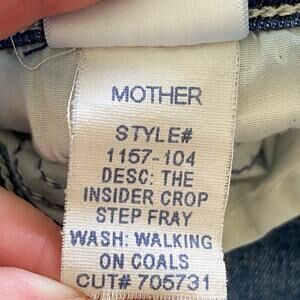 MOTHER
STYLE#
1157-104
DESC: THE
INSIDER CROP
STEP FRAY
WASH: WALKING
ON COALS
CUT# 705731